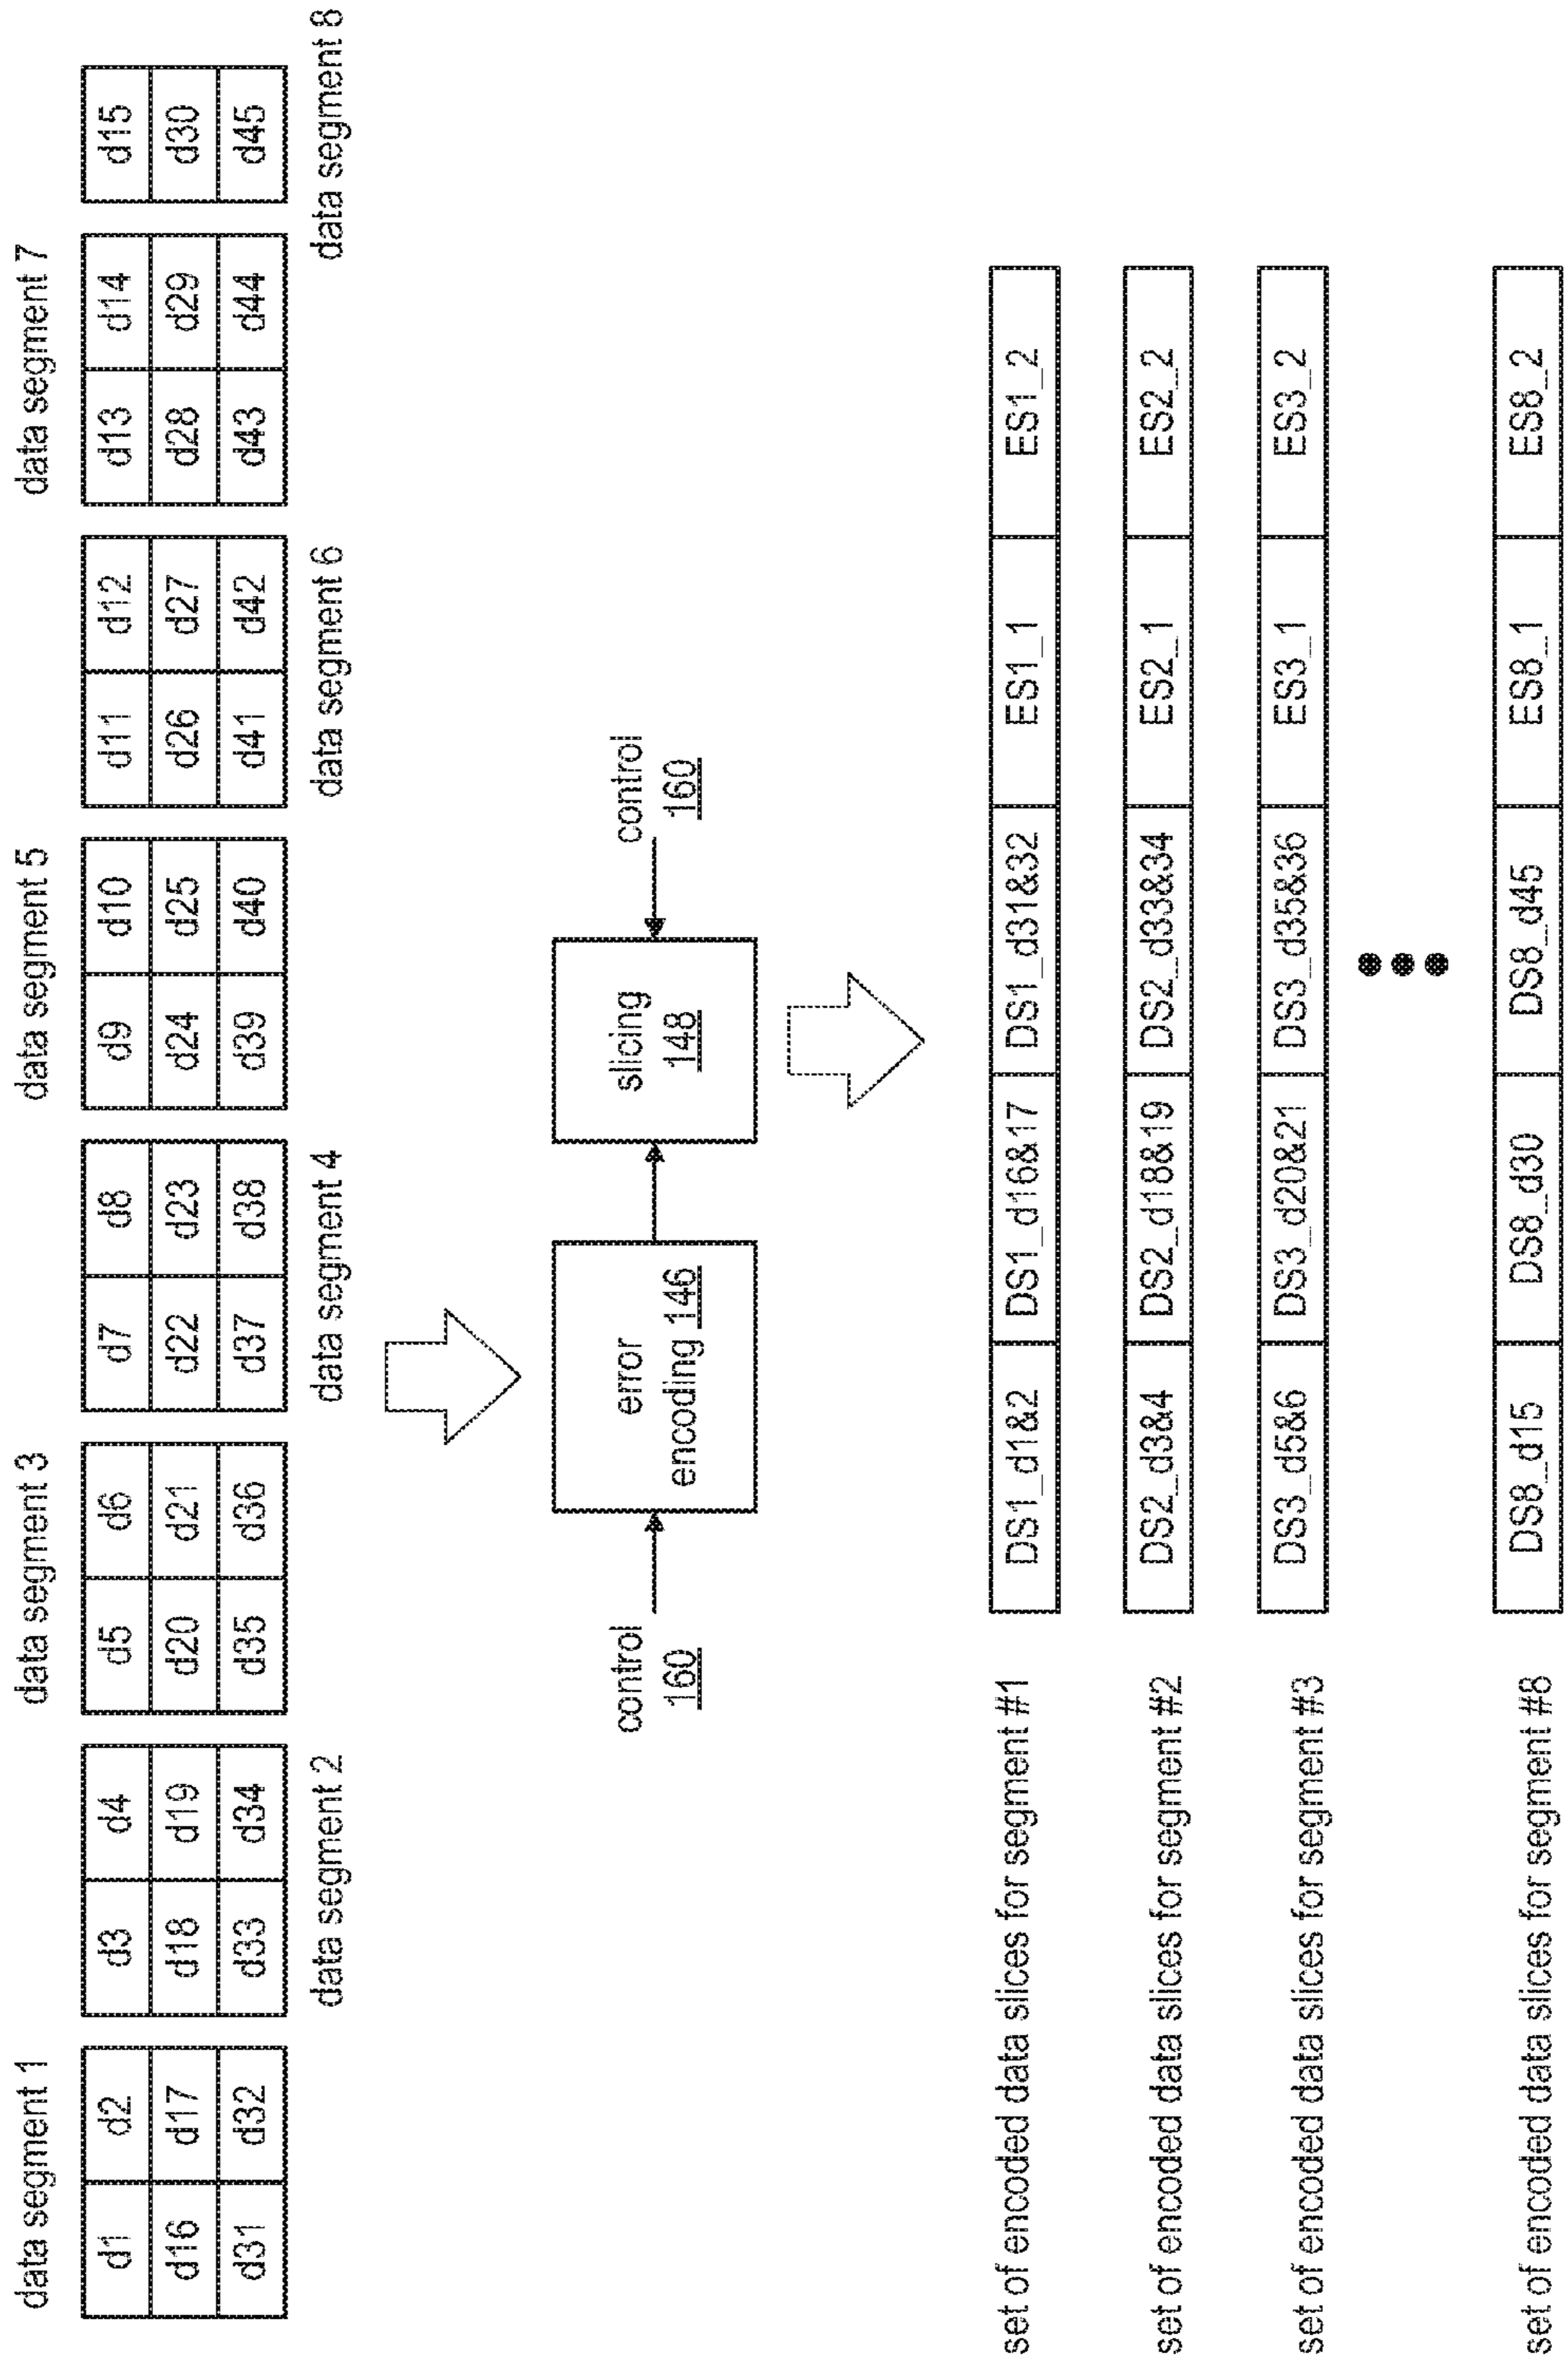 data segment 1
data segment 3
data segment 5
data segment 7
d1 d2 d3 d4 d5 d6 d7 d8 d9 d10 d11 d12 d13 d14 d15
d16 d17 d18 d19 d20 d21 d22 d23 d24 d25 d26 d27 d28 d29 d30
d31 d32 d33 d34 d35 d36 d37 d38 d39 d40 d41 d42 d43 d44 d45
data segment 2
data segment 4
data segment 6
data segment 8
control
160
error
encoding 146
slicing
148
control
160
set of encoded data slices for segment #1
DS1_d1&2 DS1_d16&17 DS1_d31&32 ES1_1 ES1_2
set of encoded data slices for segment #2
DS2_d3&4 DS2_d18&19 DS2_d33&34 ES2_1 ES2_2
set of encoded data slices for segment #3
DS3_d5&6 DS3_d20&21 DS3_d35&36 ES3_1 ES3_2
set of encoded data slices for segment #8
DS8_d15 DS8_d30 DS8_d45 ES8_1 ES8_2